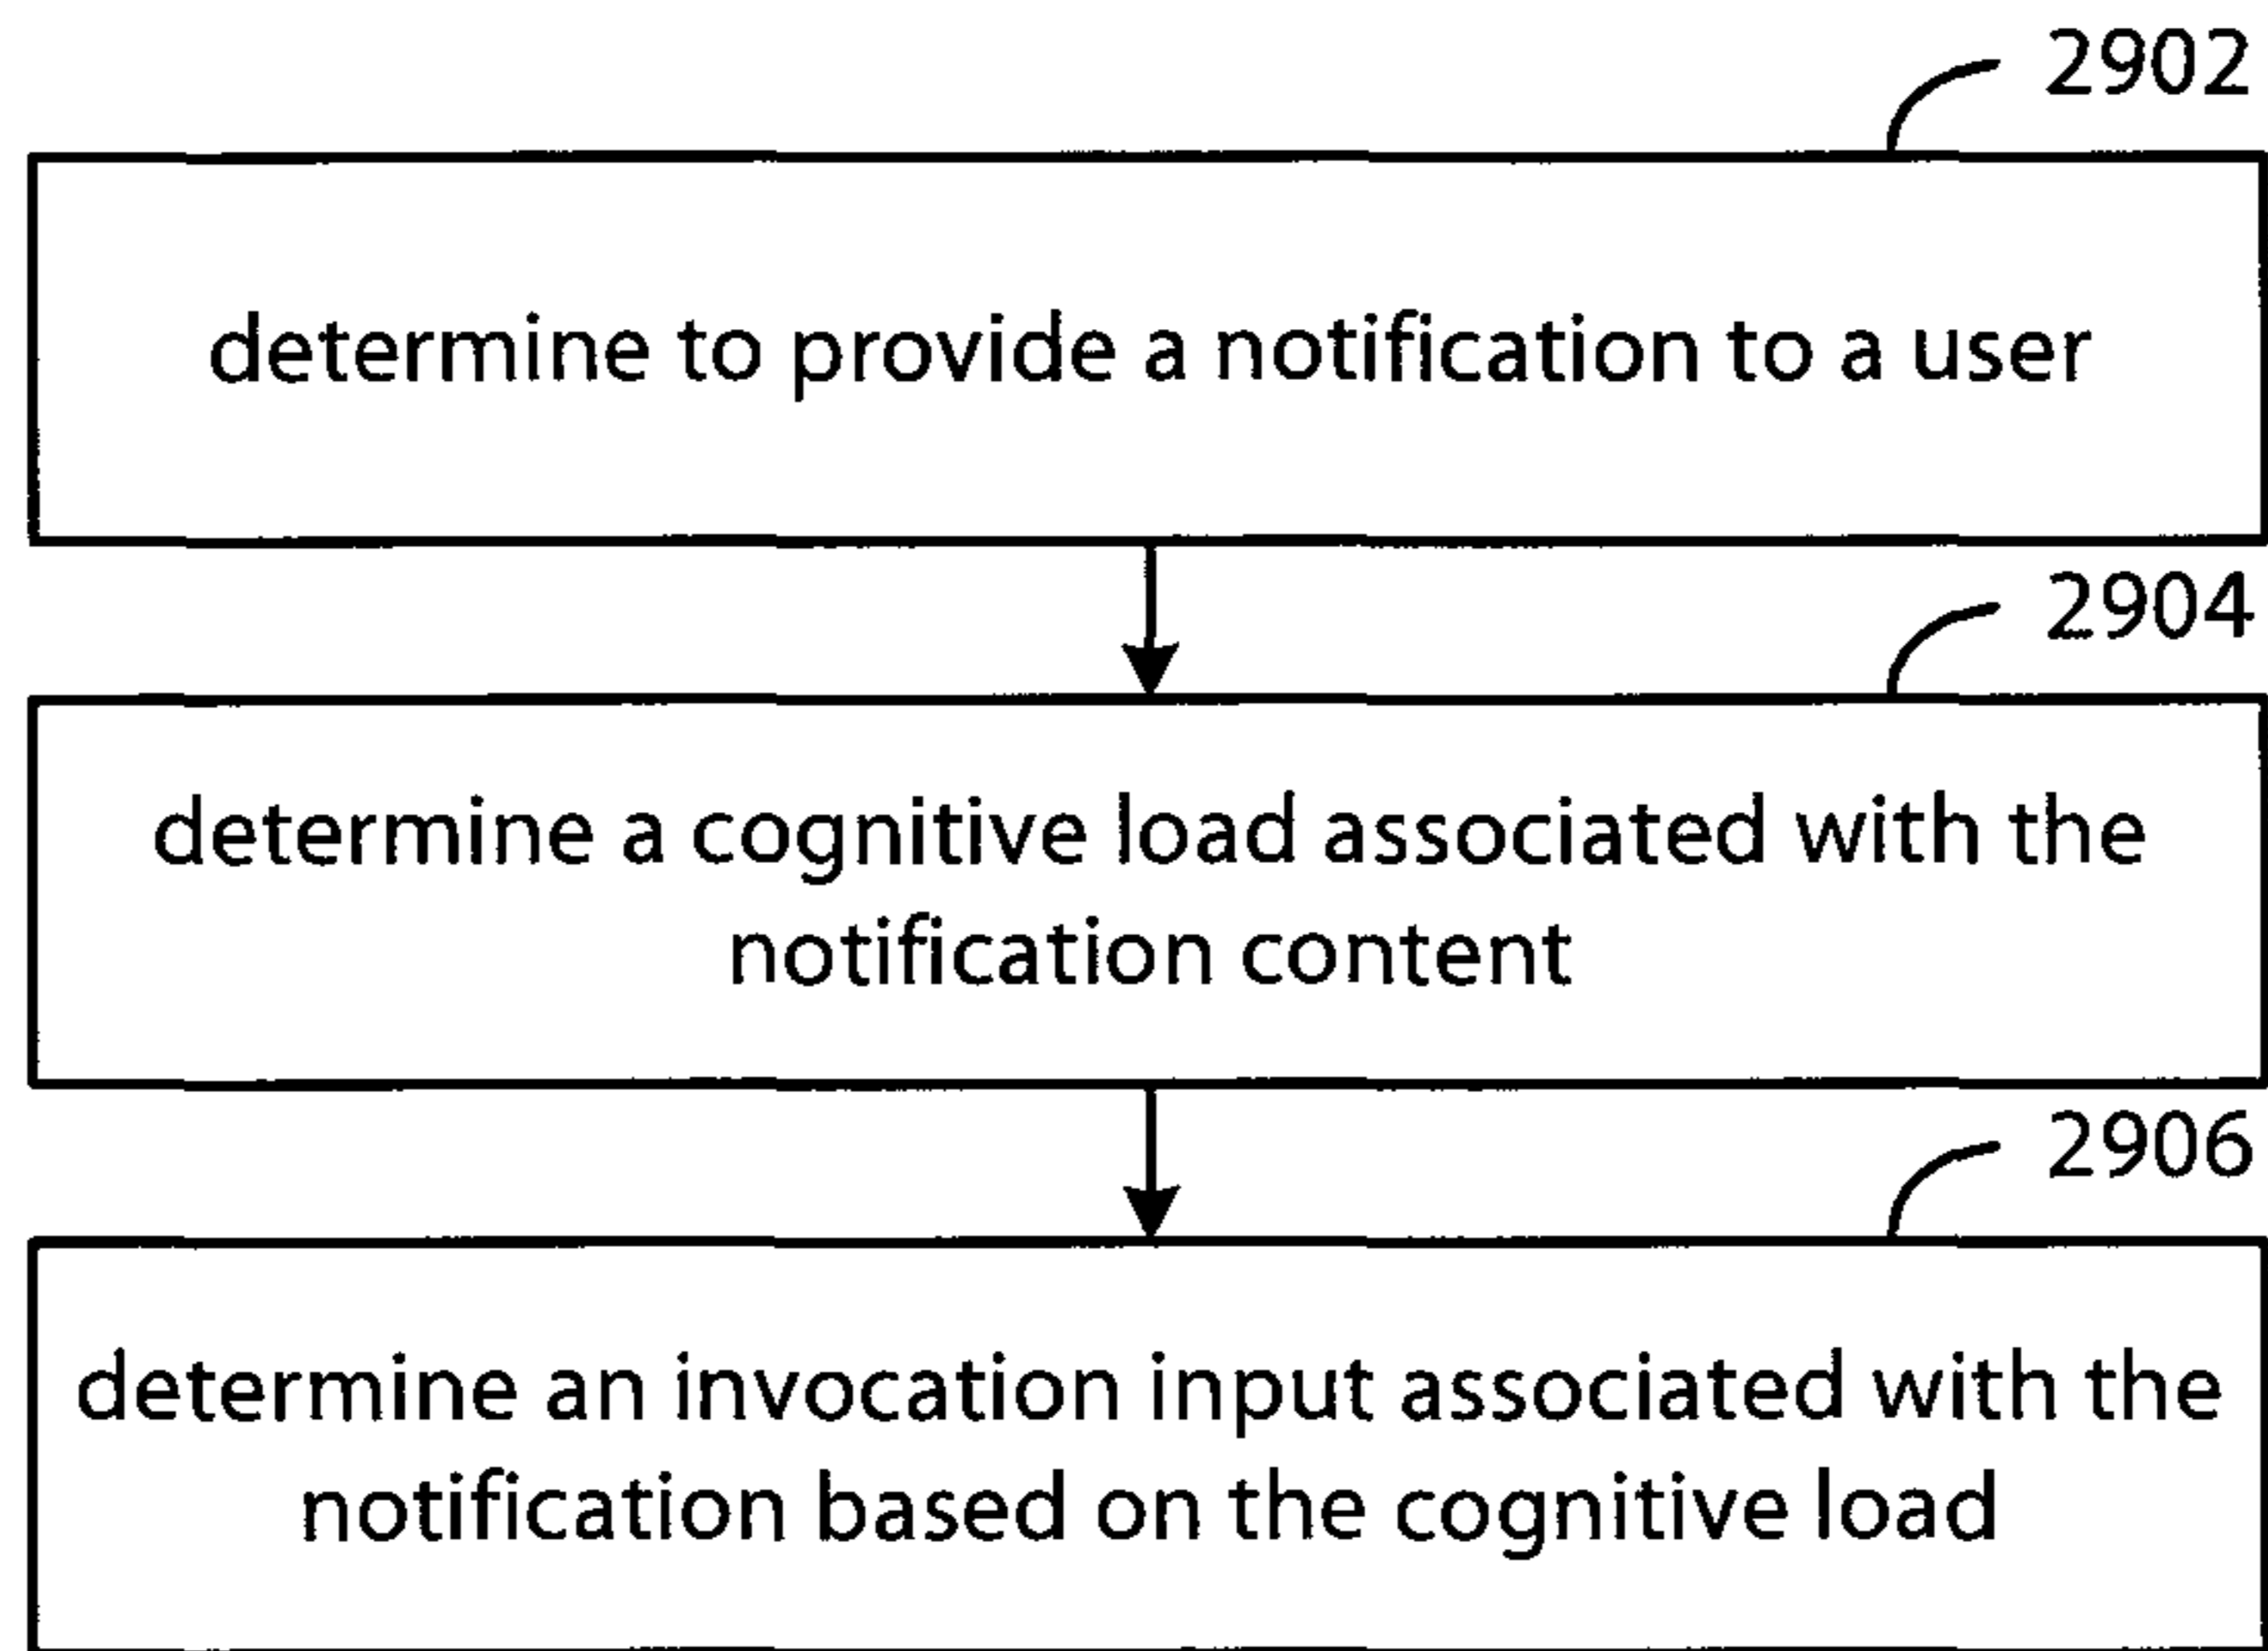 2902
determine to provide a notification to a user
2904
determine a cognitive load associated with the
notification content
2906
determine an invocation input associated with the
notification based on the cognitive load